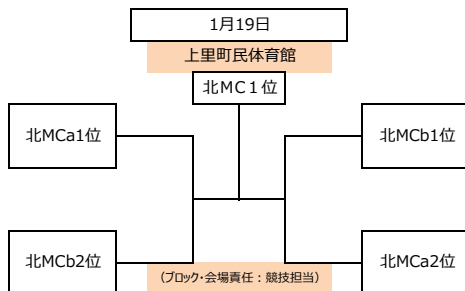 1月19日
上里町民体育館
北MC1位
北MCa1位
北MCb1位
北MCb2位
(ブロック・会場責任：競技担当)
北MCa2位